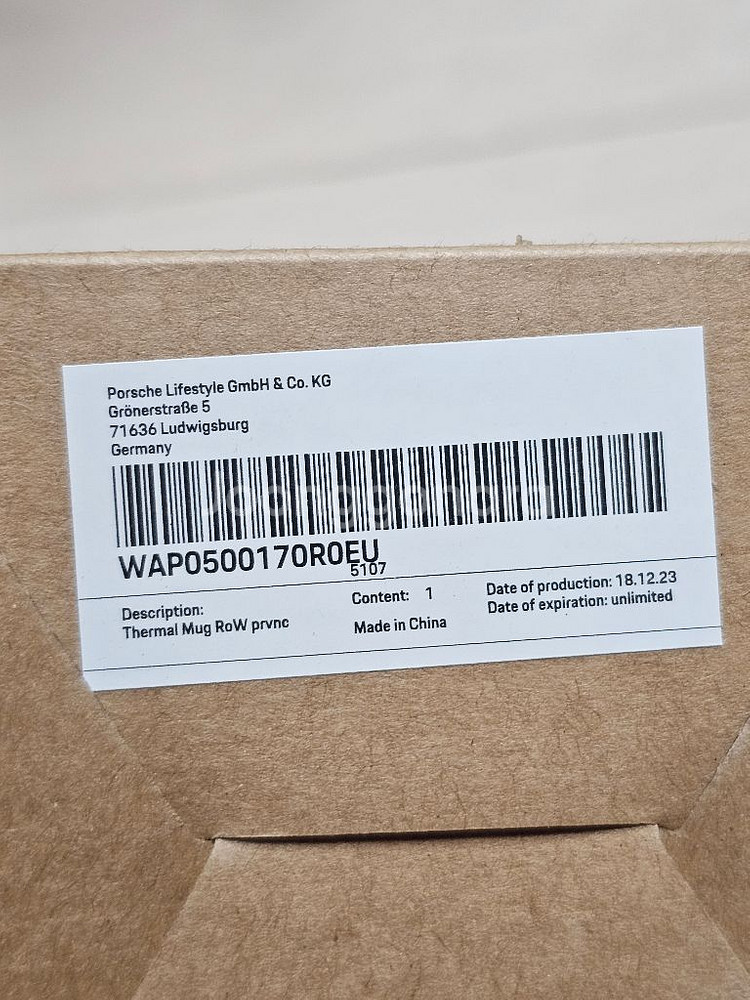 Porsche Lifestyle GmbH & Co. KG
Grönerstraße 5
71636 Ludwigsburg
Germany
Joonggonara
WAP0500170R0EU
5107
Description:
Thermal Mug RoW prvnc
Content: 1
Made in China
Date of production: 18.12.23
Date of expiration: unlimited